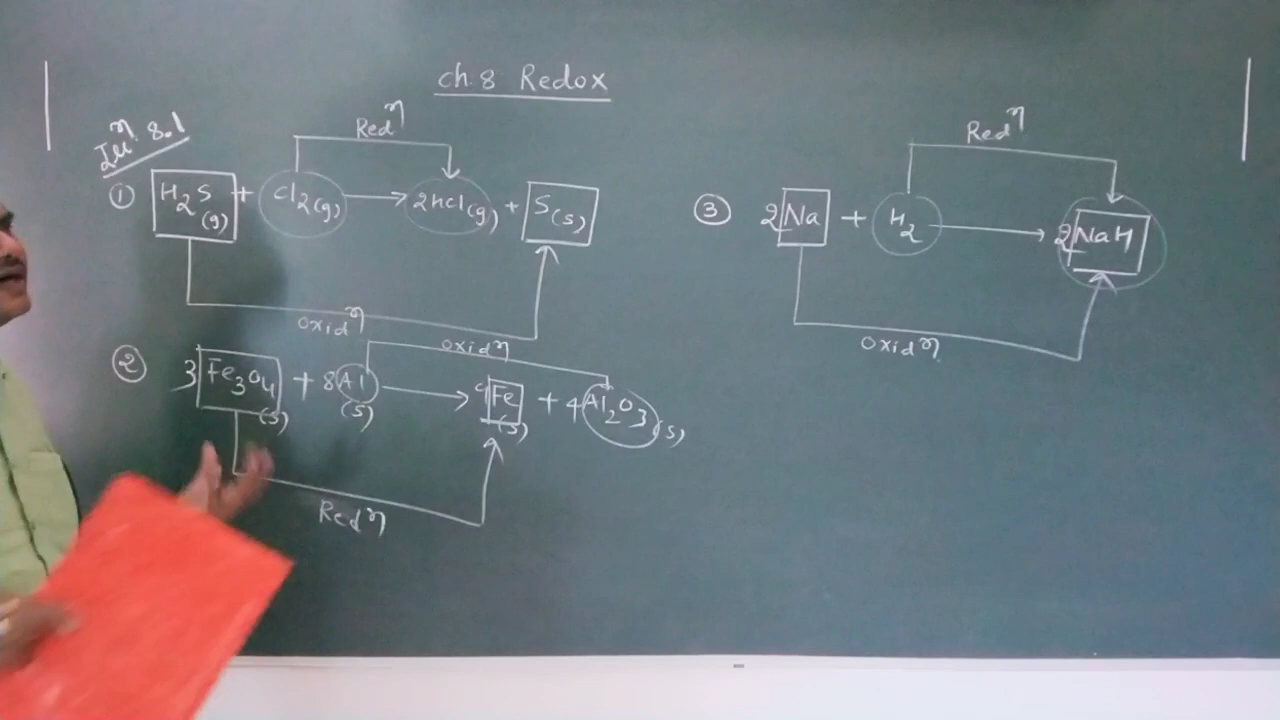 ch.8 Redox
Illⁿ. 8.1
Redⁿ
① H₂S(g) + Cl₂(g) → 2HCl(g) + S(s)
oxidⁿ
oxidⁿ
② 3Fe₃O₄(s) + 8Al(s) → 9Fe(s) + 4Al₂O₃(s)
Redⁿ
Redⁿ
③ 2Na + H₂ → 2NaH
oxidⁿ